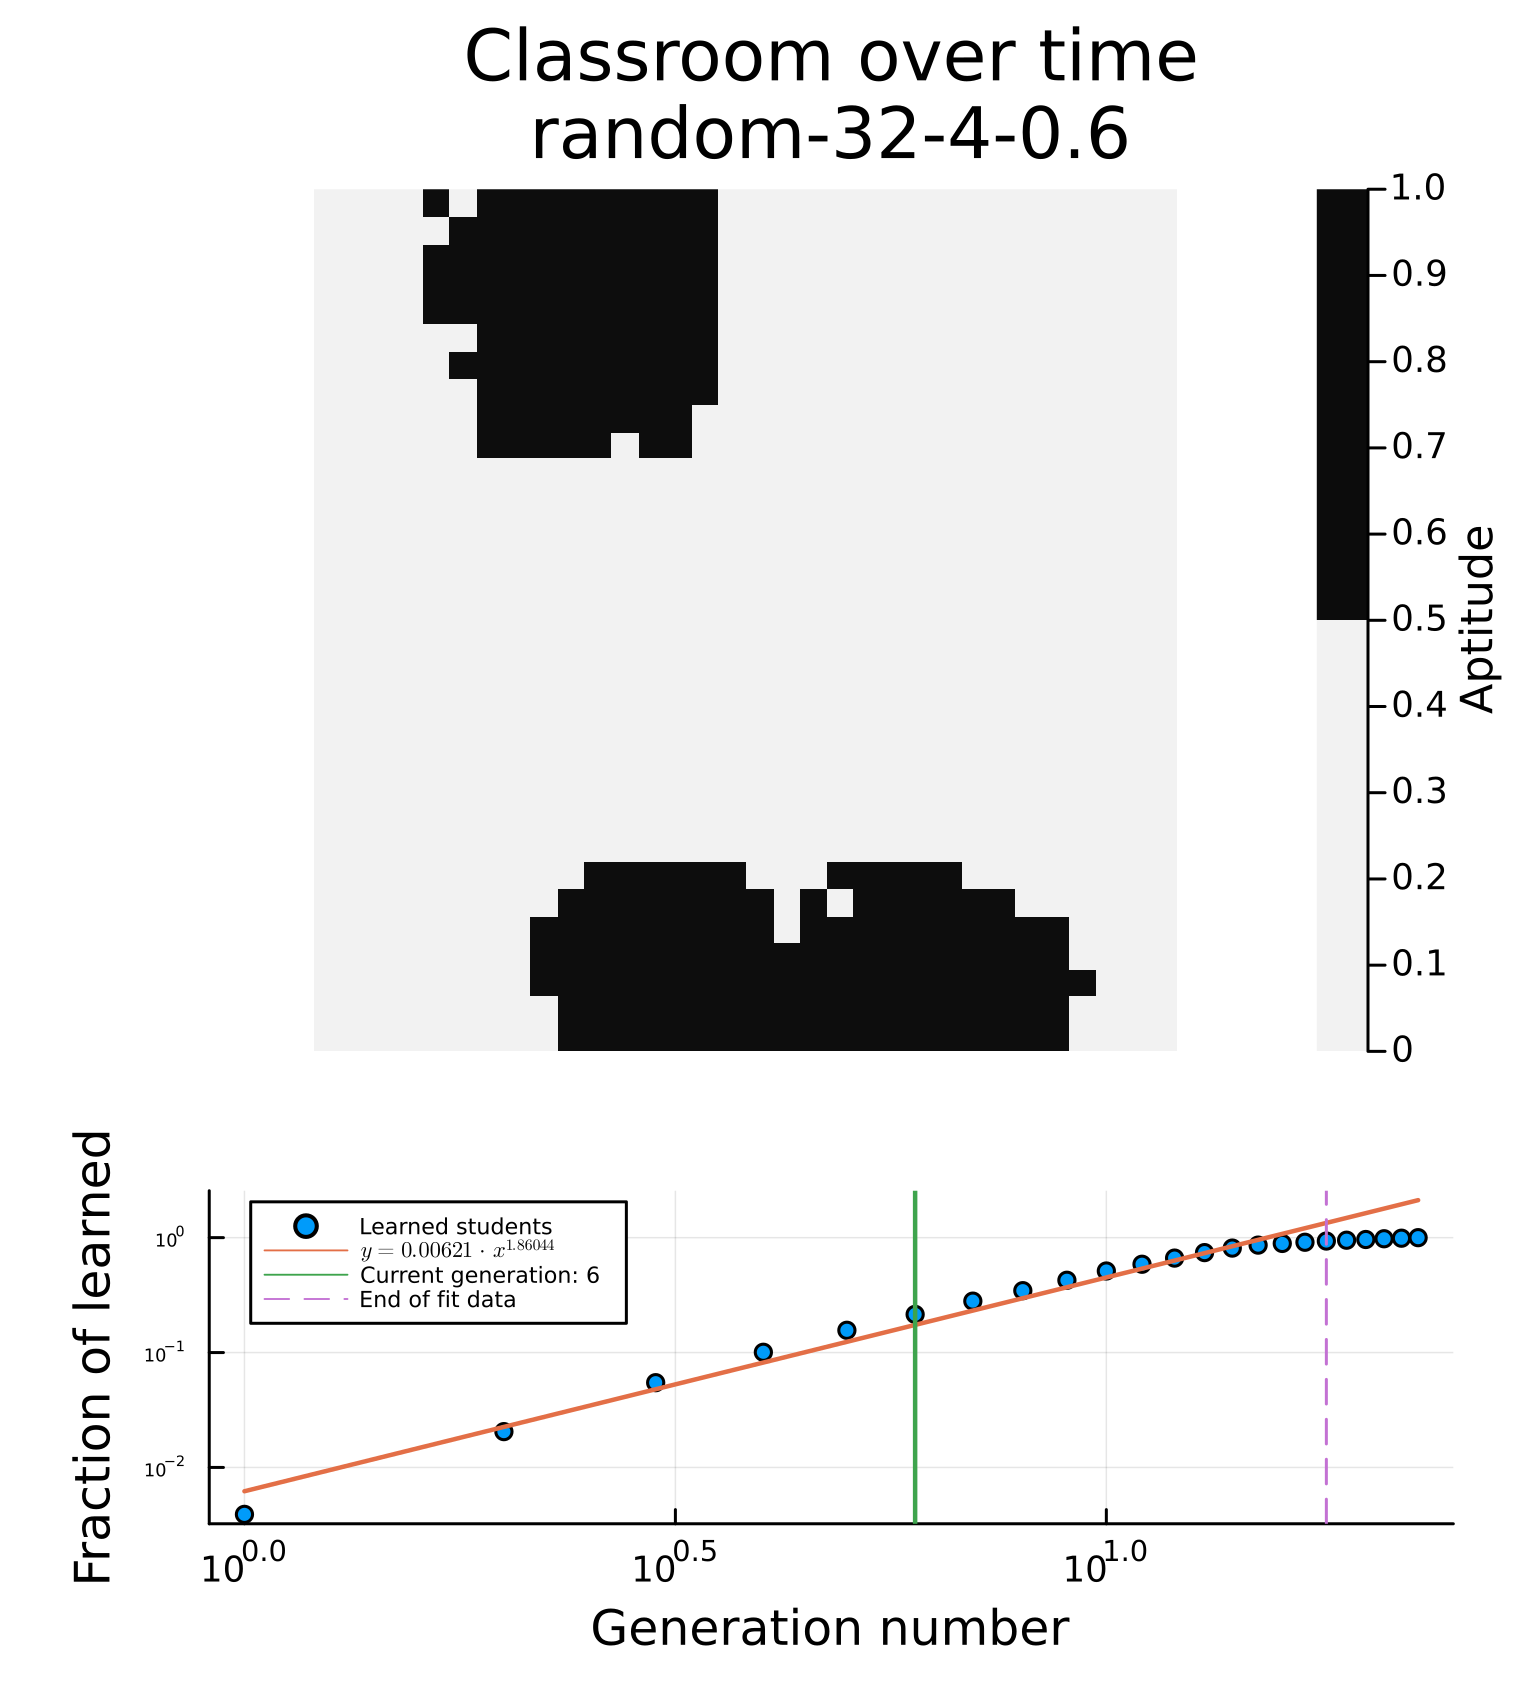 Classroom over time
random-32-4-0.6
1.0
0.9
0.8
0.7
0.6
0.5
0.4
0.3
0.2
0.1
0
Aptitude
Fraction of learned
10^0
10^−1
10^−2
Learned students
y = 0.00621 · x^1.86044
Current generation: 6
End of fit data
10^0.0
10^0.5
10^1.0
Generation number